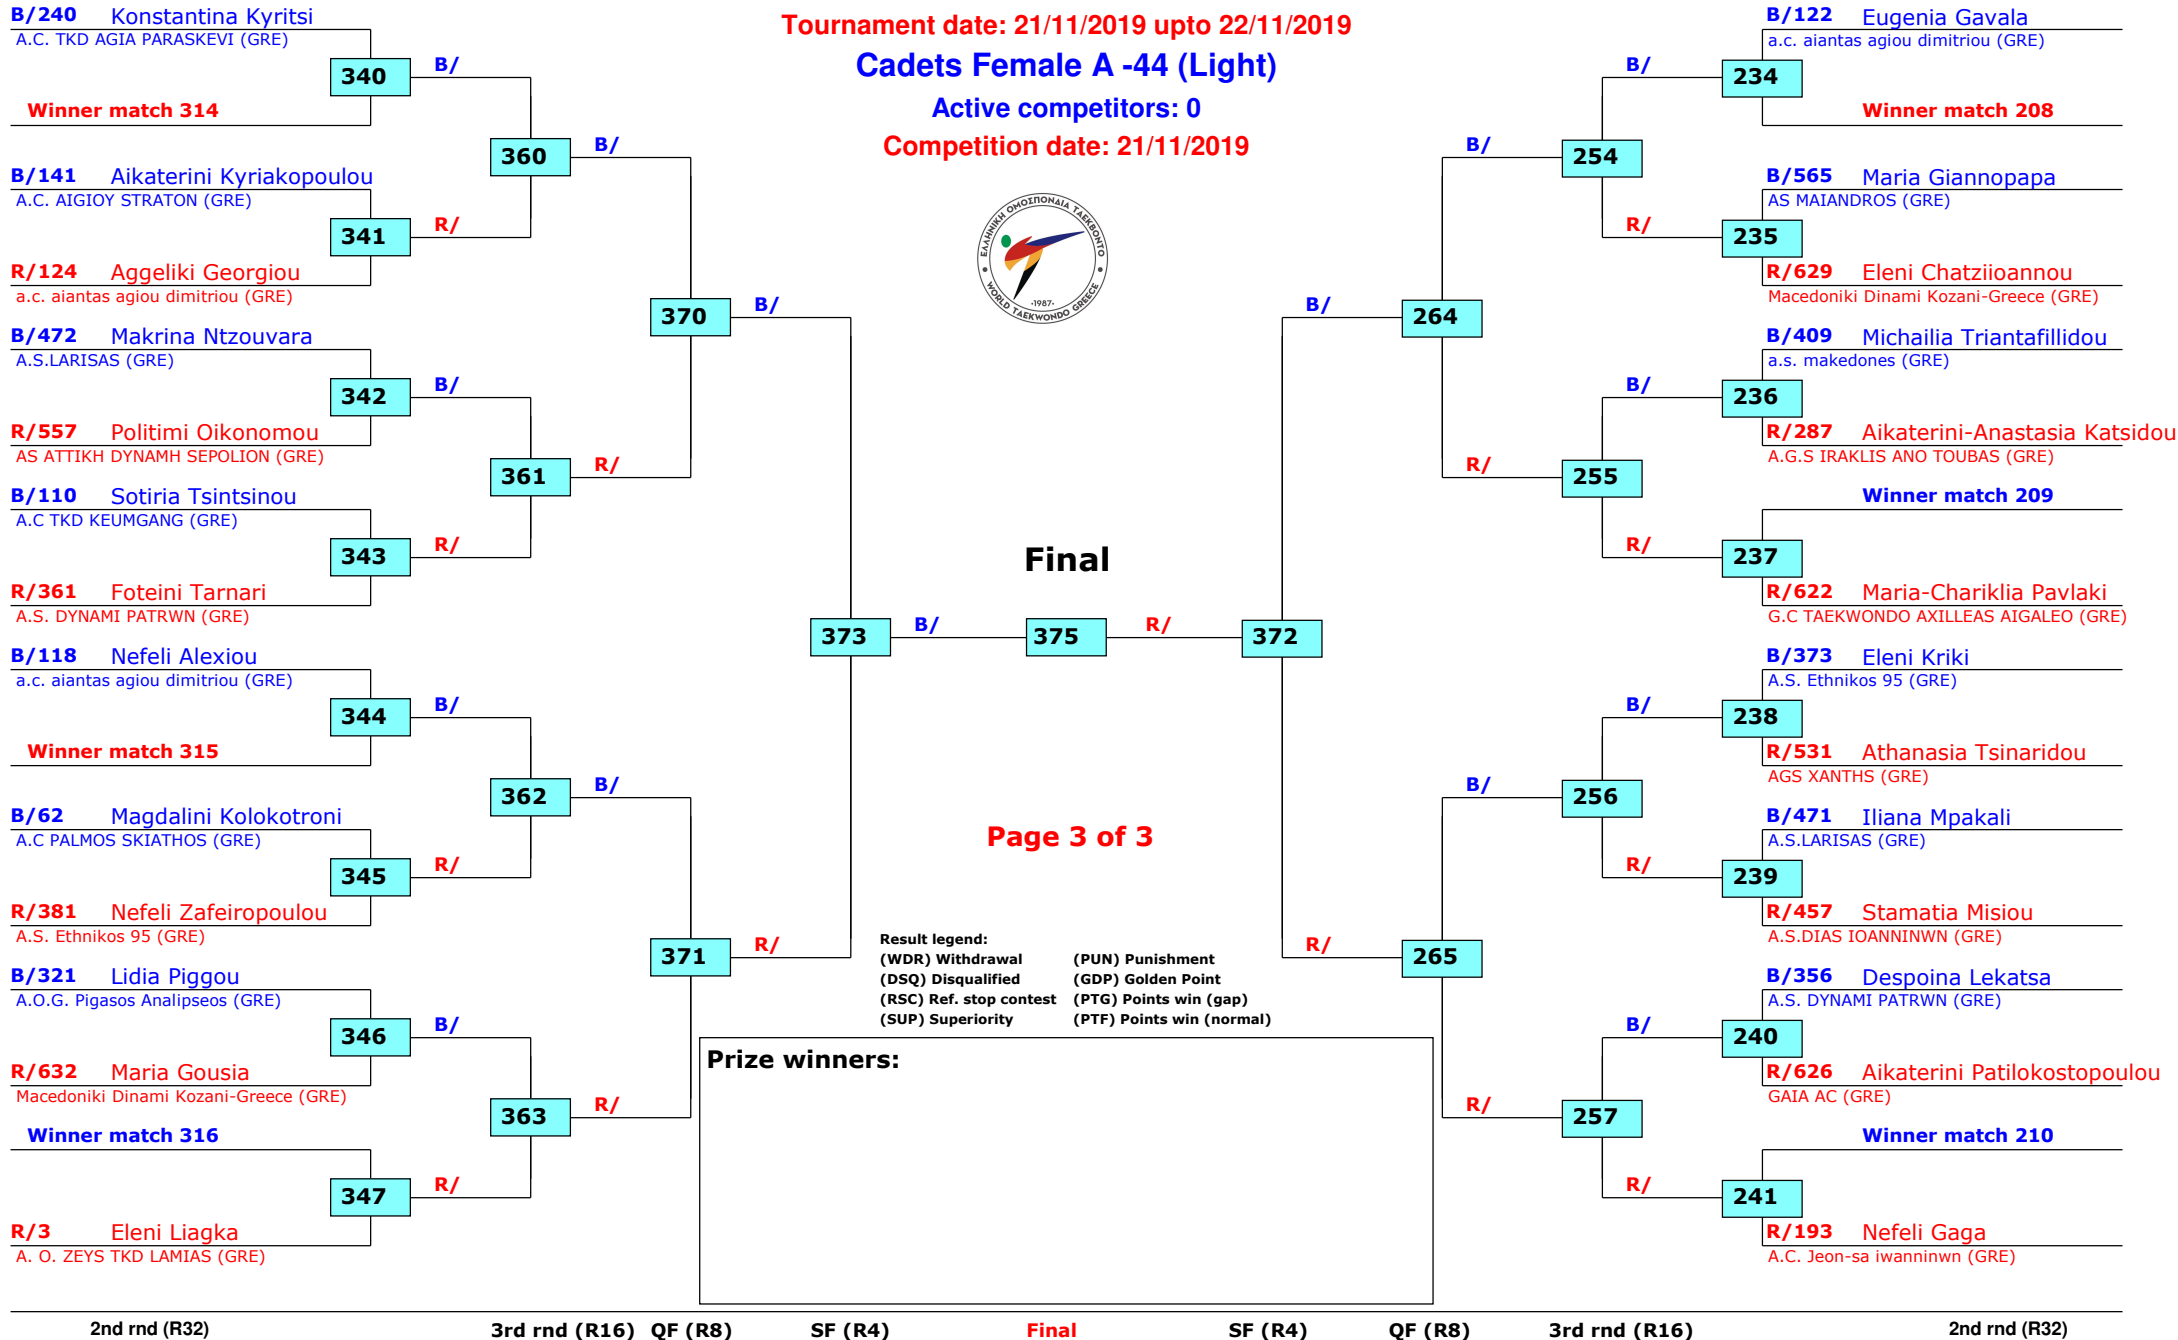 Tournament date: 21/11/2019 upto 22/11/2019
Cadets Female A -44 (Light)
Active competitors: 0
Competition date: 21/11/2019
ΕΛΛΗΝΙΚΗ ΟΜΟΣΠΟΝΔΙΑ ΤΑΕΚΒΟΝΤΟ
·1987·
WORLD TAEKWONDO GREECE
B/240 Konstantina Kyritsi
A.C. TKD AGIA PARASKEVI (GRE)
340
B/
Winner match 314
360
B/
B/141 Aikaterini Kyriakopoulou
A.C. AIGIOY STRATON (GRE)
341
R/
R/124 Aggeliki Georgiou
a.c. aiantas agiou dimitriou (GRE)
370
B/
B/472 Makrina Ntzouvara
A.S.LARISAS (GRE)
342
B/
R/557 Politimi Oikonomou
AS ATTIKH DYNAMH SEPOLION (GRE)
361
R/
B/110 Sotiria Tsintsinou
A.C TKD KEUMGANG (GRE)
343
R/
R/361 Foteini Tarnari
A.S. DYNAMI PATRWN (GRE)
373
B/
B/118 Nefeli Alexiou
a.c. aiantas agiou dimitriou (GRE)
344
B/
Winner match 315
362
B/
B/62 Magdalini Kolokotroni
A.C PALMOS SKIATHOS (GRE)
345
R/
R/381 Nefeli Zafeiropoulou
A.S. Ethnikos 95 (GRE)
371
R/
B/321 Lidia Piggou
A.O.G. Pigasos Analipseos (GRE)
346
B/
R/632 Maria Gousia
Macedoniki Dinami Kozani-Greece (GRE)
363
R/
Winner match 316
347
R/
R/3 Eleni Liagka
A. O. ZEYS TKD LAMIAS (GRE)
Final
375
R/
372
Page 3 of 3
Result legend:
(WDR) Withdrawal (PUN) Punishment
(DSQ) Disqualified (GDP) Golden Point
(RSC) Ref. stop contest (PTG) Points win (gap)
(SUP) Superiority (PTF) Points win (normal)
Prize winners:
B/122 Eugenia Gavala
a.c. aiantas agiou dimitriou (GRE)
B/
234
Winner match 208
B/
254
B/565 Maria Giannopapa
AS MAIANDROS (GRE)
R/
235
R/629 Eleni Chatziioannou
Macedoniki Dinami Kozani-Greece (GRE)
B/
264
B/409 Michailia Triantafillidou
a.s. makedones (GRE)
B/
236
R/287 Aikaterini-Anastasia Katsidou
A.G.S IRAKLIS ANO TOUBAS (GRE)
R/
255
Winner match 209
R/
237
R/622 Maria-Chariklia Pavlaki
G.C TAEKWONDO AXILLEAS AIGALEO (GRE)
B/373 Eleni Kriki
A.S. Ethnikos 95 (GRE)
B/
238
R/531 Athanasia Tsinaridou
AGS XANTHS (GRE)
B/
256
B/471 Iliana Mpakali
A.S.LARISAS (GRE)
R/
239
R/457 Stamatia Misiou
A.S.DIAS IOANNINWN (GRE)
R/
265
B/356 Despoina Lekatsa
A.S. DYNAMI PATRWN (GRE)
B/
240
R/626 Aikaterini Patilokostopoulou
GAIA AC (GRE)
R/
257
Winner match 210
R/
241
R/193 Nefeli Gaga
A.C. Jeon-sa iwanninwn (GRE)
2nd rnd (R32) 3rd rnd (R16) QF (R8) SF (R4) Final SF (R4) QF (R8) 3rd rnd (R16) 2nd rnd (R32)